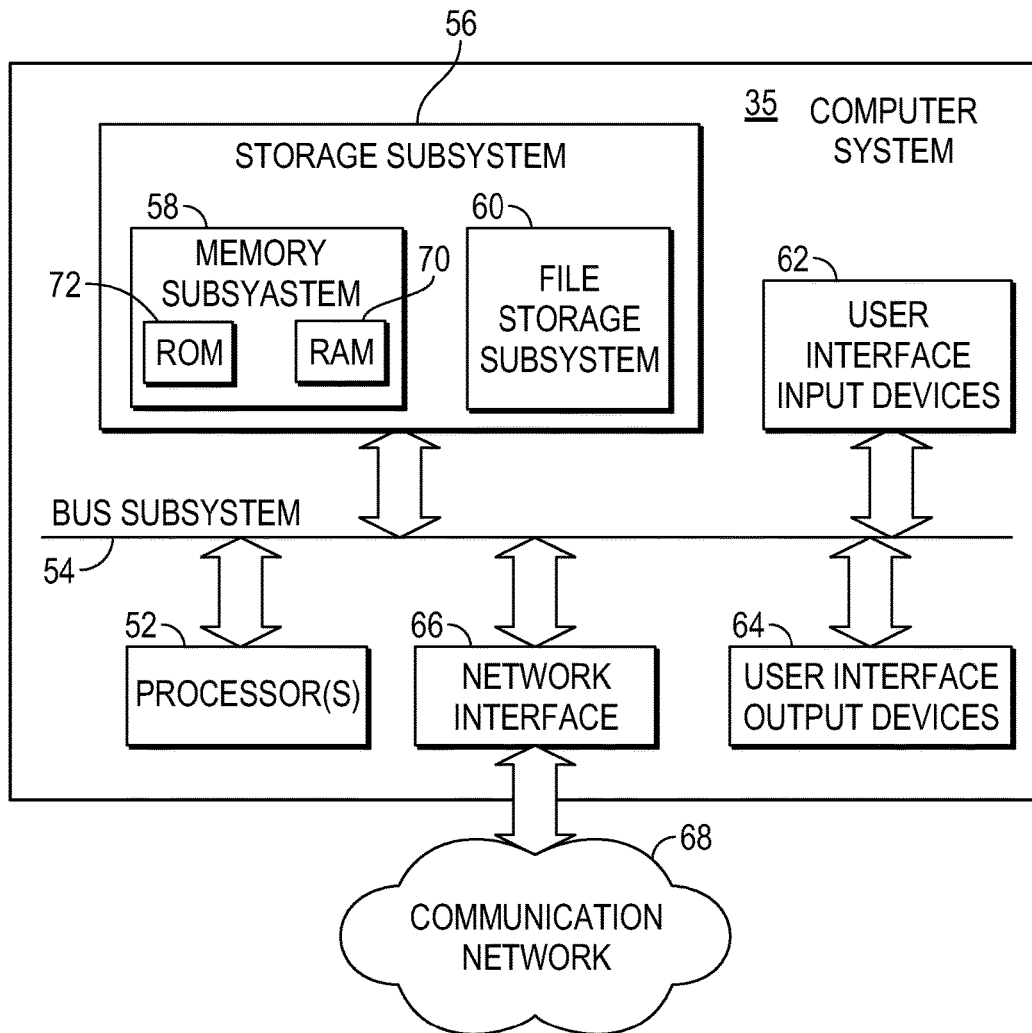 56
35 COMPUTER
SYSTEM
STORAGE SUBSYSTEM
58
60
MEMORY
SUBSYASTEM
72
70
ROM
RAM
FILE
STORAGE
SUBSYSTEM
62
USER
INTERFACE
INPUT DEVICES
BUS SUBSYSTEM
54
52
PROCESSOR(S)
66
NETWORK
INTERFACE
64
USER INTERFACE
OUTPUT DEVICES
68
COMMUNICATION
NETWORK